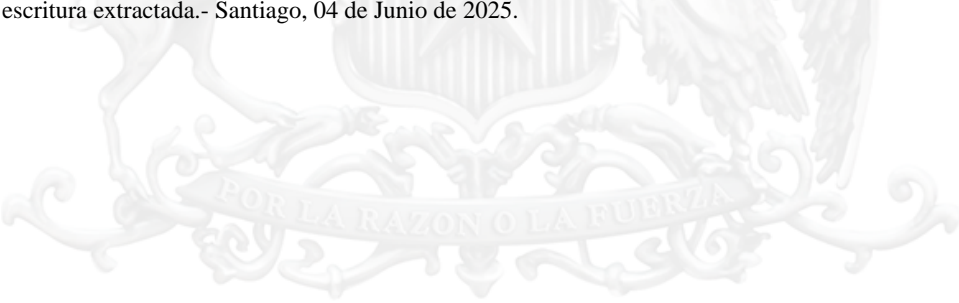 escritura extractada.- Santiago, 04 de Junio de 2025.
POR LA RAZON O LA FUERZA